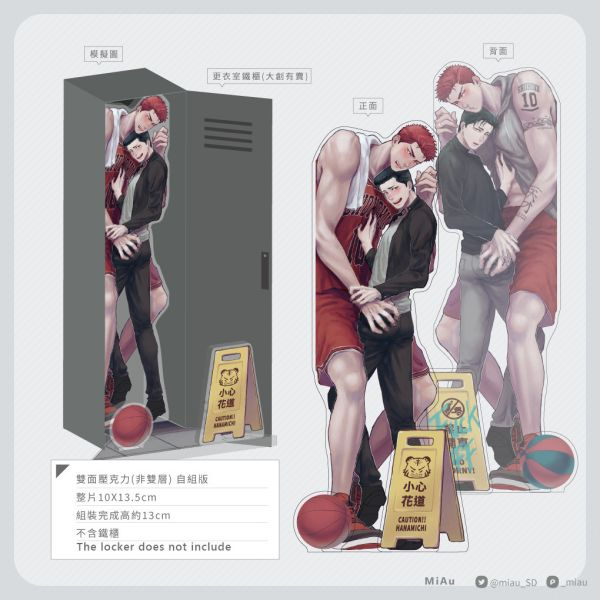 模擬圖
更衣室鐵櫃(大創有賣)
正面
背面
10
小心
花道
CAUTION!!
HANAMICHI
小心
花道
CAUTION!!
HANAMICHI
雙面壓克力(非雙層) 自組版
整片10X13.5cm
組裝完成高約13cm
不含鐵櫃
The locker does not include
MiAu
@miau_SD
_miau